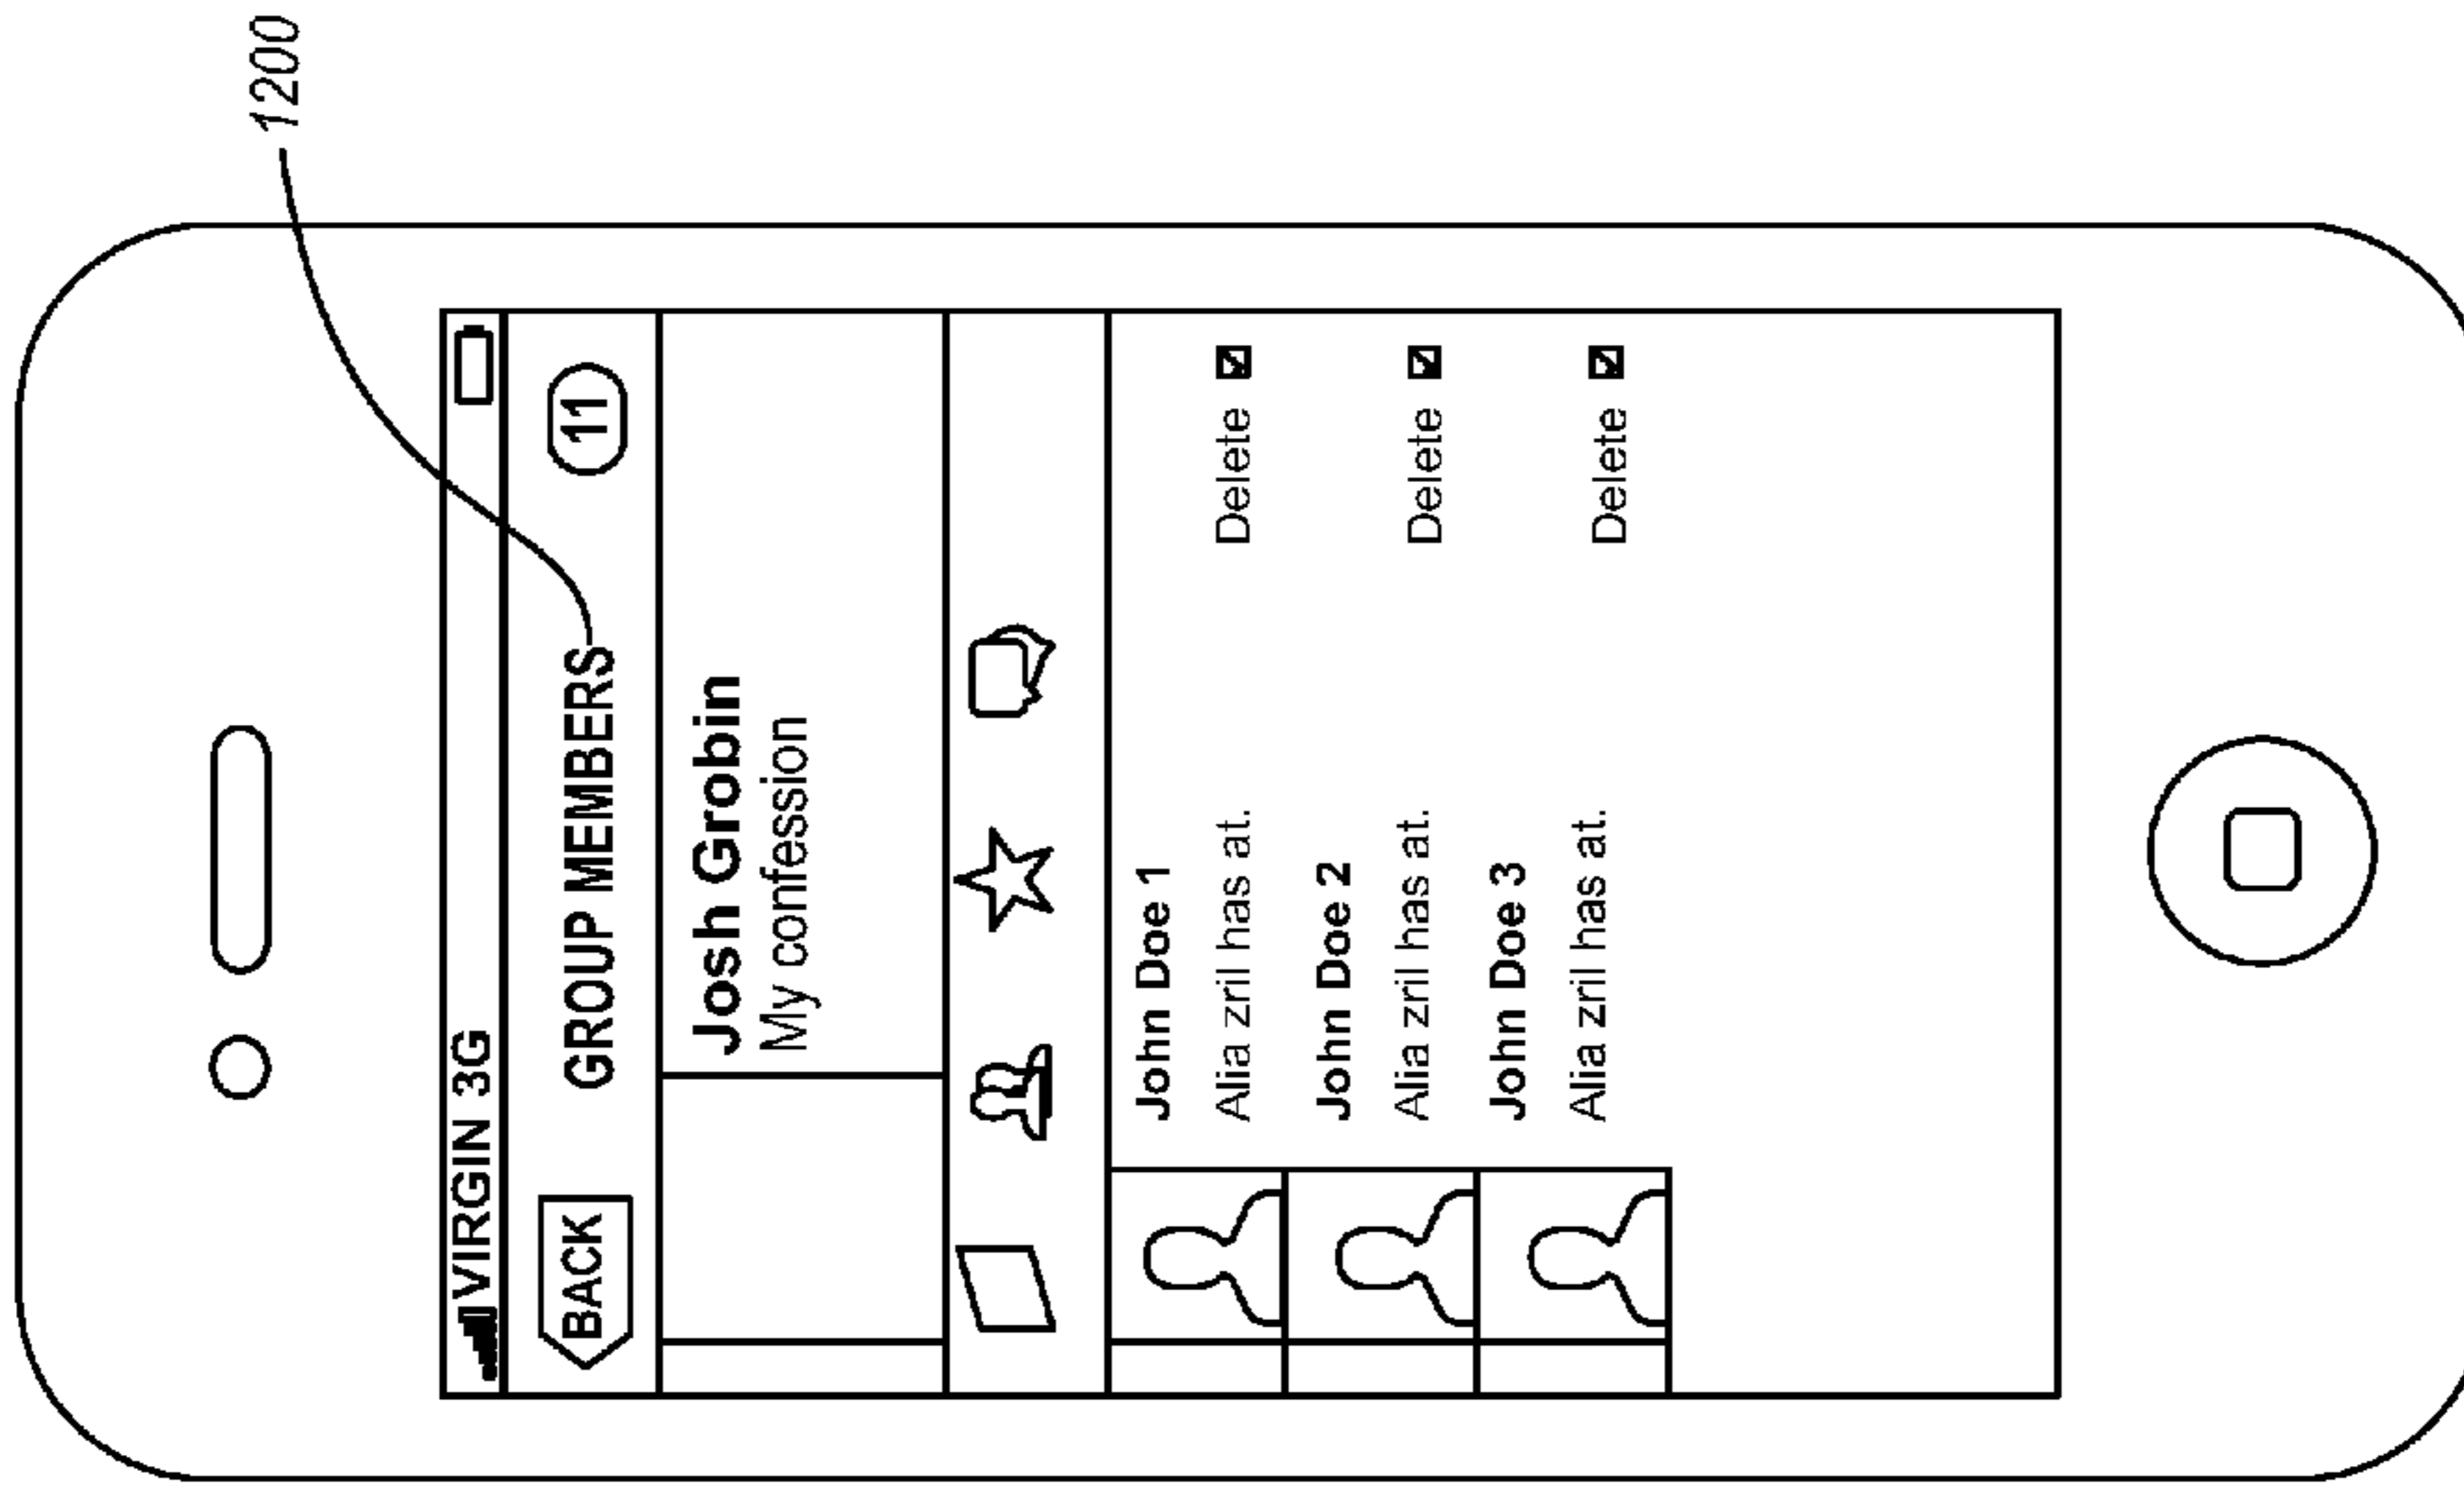 1200
VIRGIN 3G
BACK GROUP MEMBERS 11
Josh Grobin
My confession
John Doe 1
Alia zril has at. Delete
John Doe 2
Alia zril has at. Delete
John Doe 3
Alia zril has at. Delete